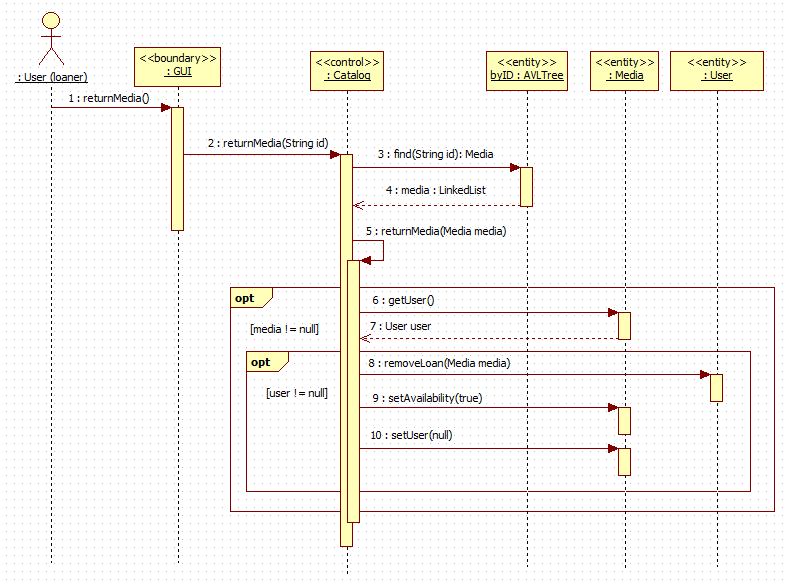 : User (loaner)
<<boundary>>
: GUI
<<control>>
: Catalog
<<entity>>
byID : AVLTree
<<entity>>
: Media
<<entity>>
: User
1 : returnMedia()
2 : returnMedia(String id)
3 : find(String id): Media
4 : media : LinkedList
5 : returnMedia(Media media)
opt
6 : getUser()
[media != null]
7 : User user
opt
8 : removeLoan(Media media)
[user != null]
9 : setAvailability(true)
10 : setUser(null)